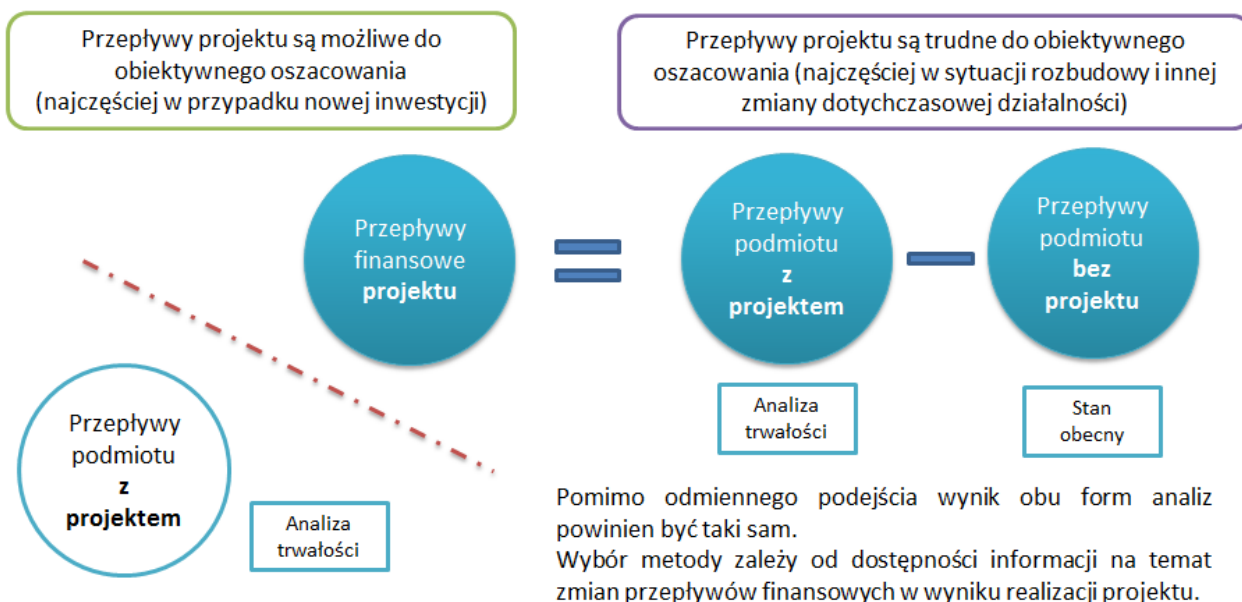 Przepływy projektu są możliwe do
obiektywnego oszacowania
(najczęściej w przypadku nowej inwestycji)
Przepływy projektu są trudne do obiektywnego
oszacowania (najczęściej w sytuacji rozbudowy i innej
zmiany dotychczasowej działalności)
Przepływy
finansowe
projektu
Przepływy
podmiotu
z
projektem
Przepływy
podmiotu
bez
projektu
Analiza
trwałości
Stan
obecny
Przepływy
podmiotu
z
projektem
Analiza
trwałości
Pomimo odmiennego podejścia wynik obu form analiz
powinien być taki sam.
Wybór metody zależy od dostępności informacji na temat
zmian przepływów finansowych w wyniku realizacji projektu.